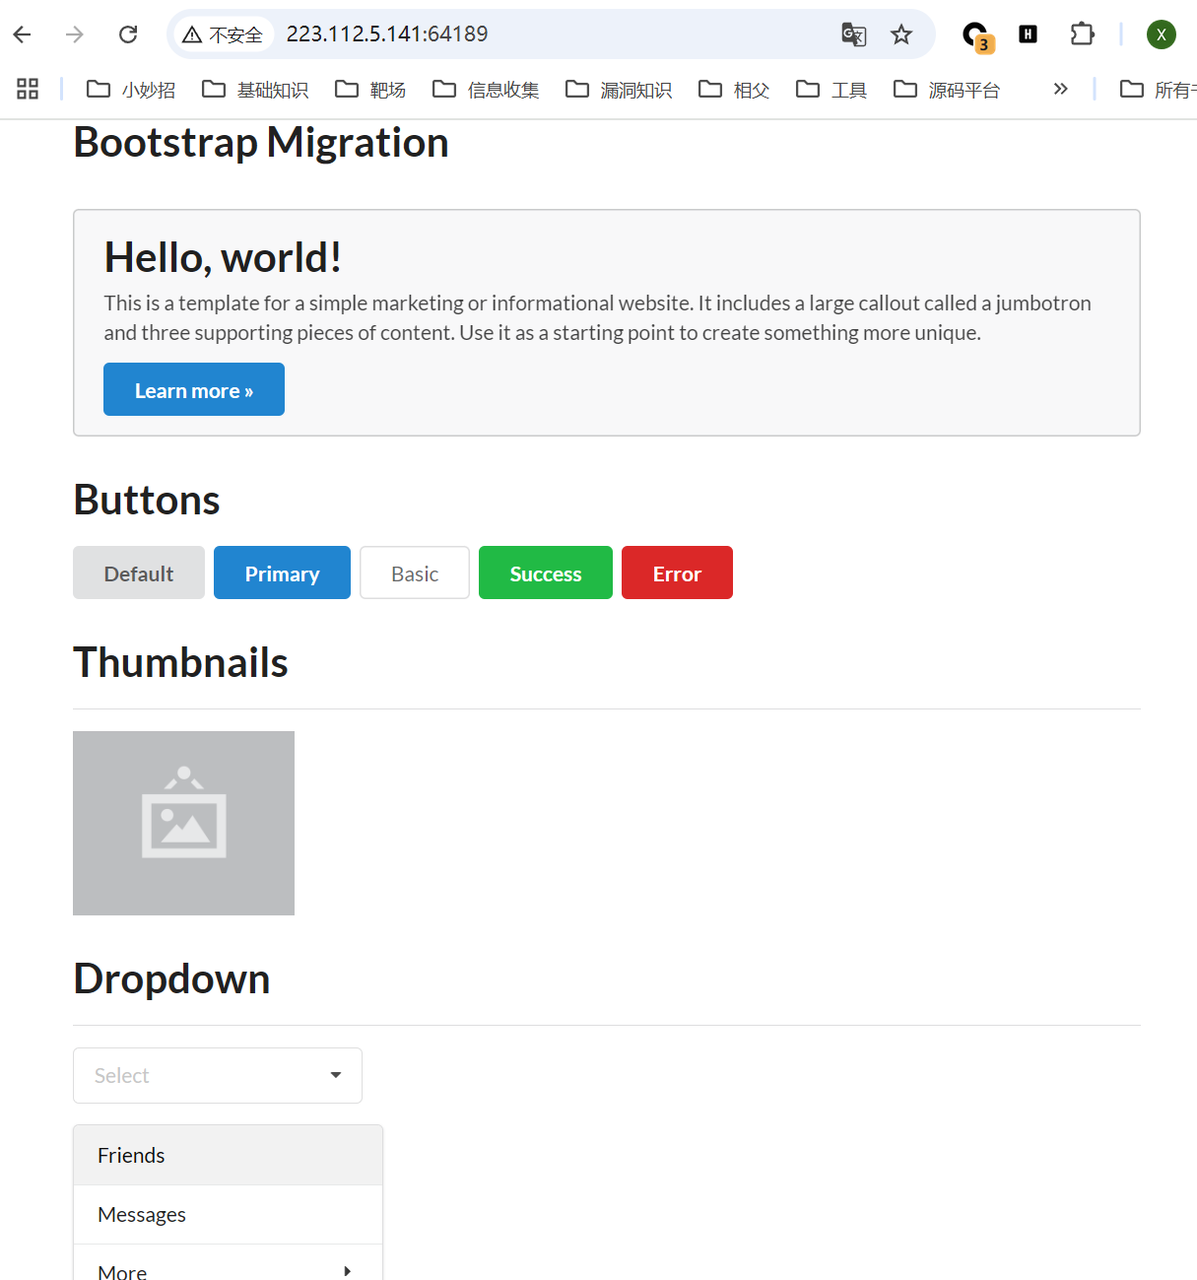 不安全 223.112.5.141:64189
3
H
X
小妙招 基础知识 靶场 信息收集 漏洞知识 相父 工具 源码平台 » 所有
Bootstrap Migration
Hello, world!
This is a template for a simple marketing or informational website. It includes a large callout called a jumbotron
and three supporting pieces of content. Use it as a starting point to create something more unique.
Learn more »
Buttons
Default Primary Basic Success Error
Thumbnails
Dropdown
Select
Friends
Messages
More